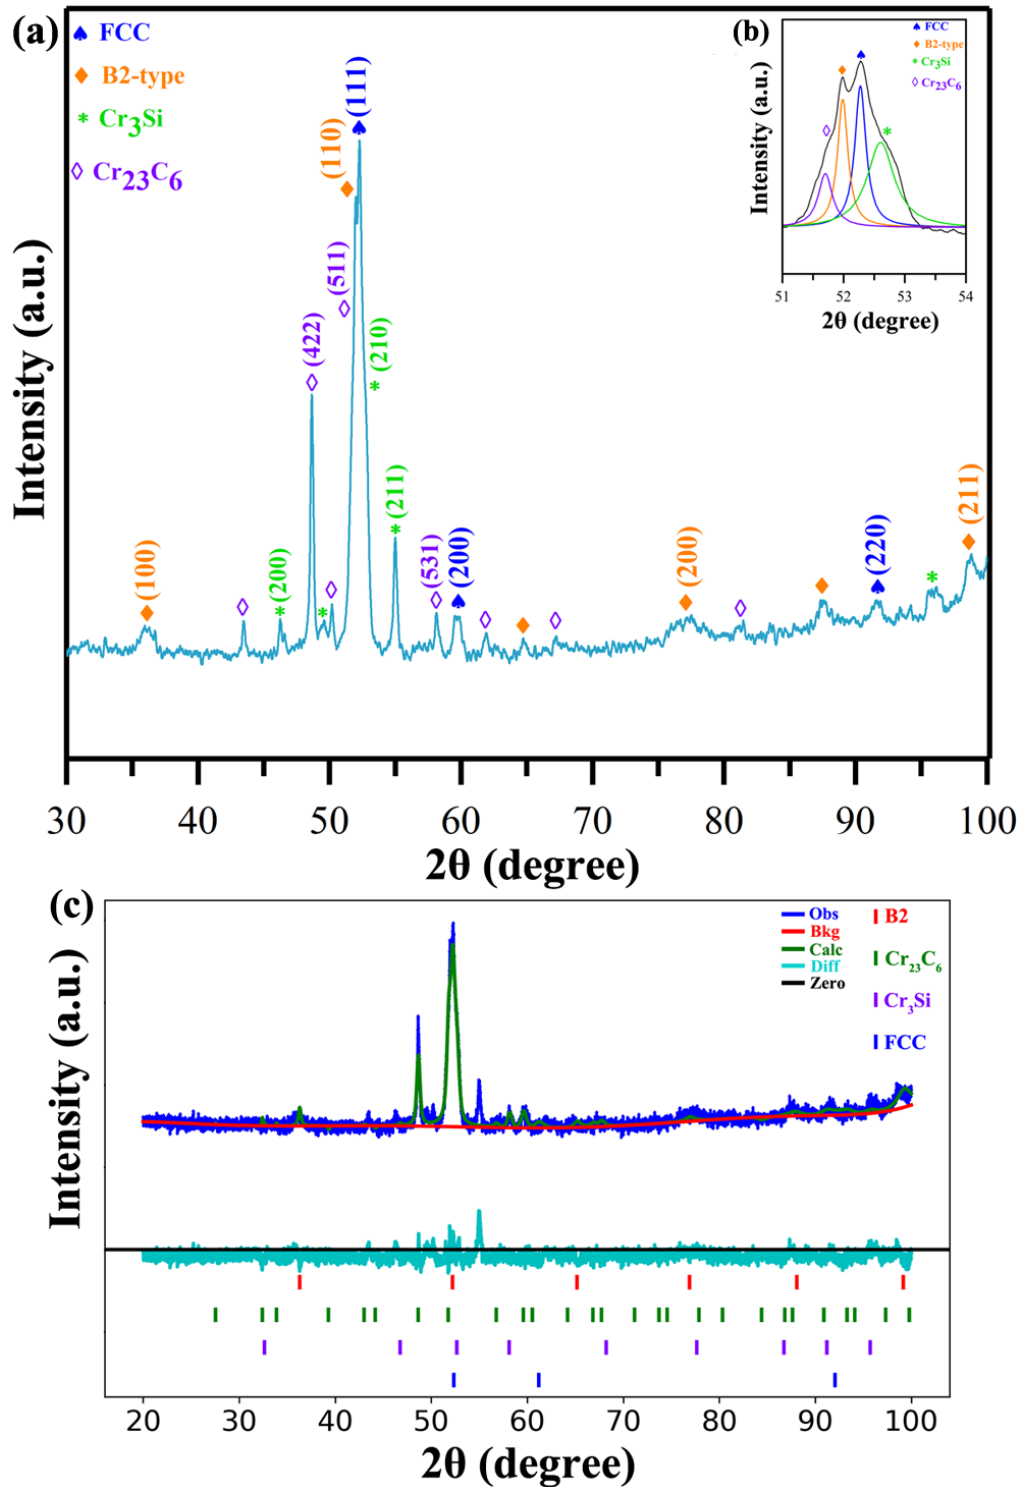 (a)
♠ FCC
♦ B2-type
* Cr3Si
◊ Cr23C6
(100)
(200)
(422)
(511)
(110)
(111)
(210)
(211)
(531)
(200)
(200)
(220)
(211)
Intensity (a.u.)
30 40 50 60 70 80 90 100
2θ (degree)
(b)
FCC
B2-type
Cr3Si
Cr23C6
Intensity (a.u.)
51 52 53 54
2θ (degree)
(c)
Obs
Bkg
Calc
Diff
Zero
B2
Cr23C6
Cr3Si
FCC
Intensity (a.u.)
20 30 40 50 60 70 80 90 100
2θ (degree)